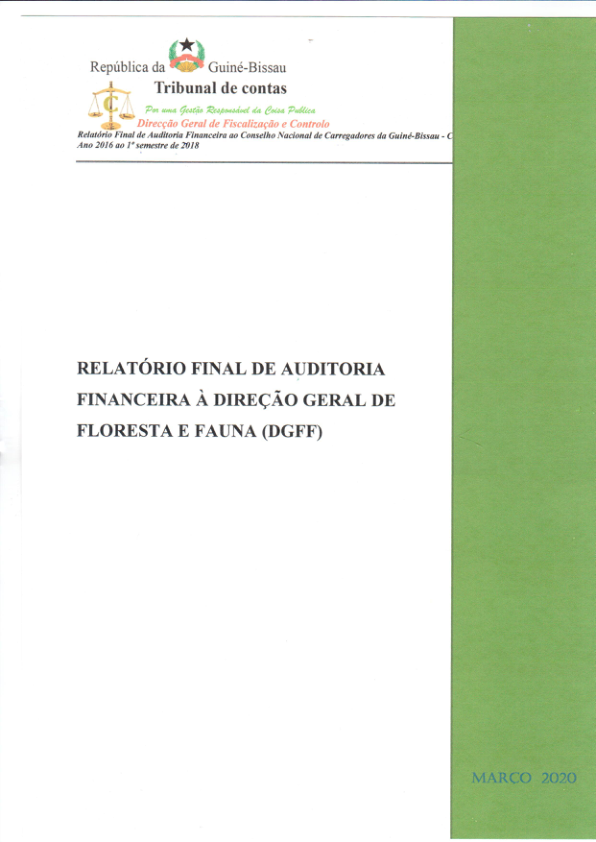 República da Guiné-Bissau
Tribunal de contas
Por uma Gestão Responsável da Coisa Publica
Direcção Geral de Fiscalização e Controlo
Relatório Final de Auditoria Financeira ao Conselho Nacional de Carregadores da Guiné-Bissau - C
Ano 2016 ao 1º semestre de 2018
RELATÓRIO FINAL DE AUDITORIA
FINANCEIRA À DIREÇÃO GERAL DE
FLORESTA E FAUNA (DGFF)
MARCO 2020